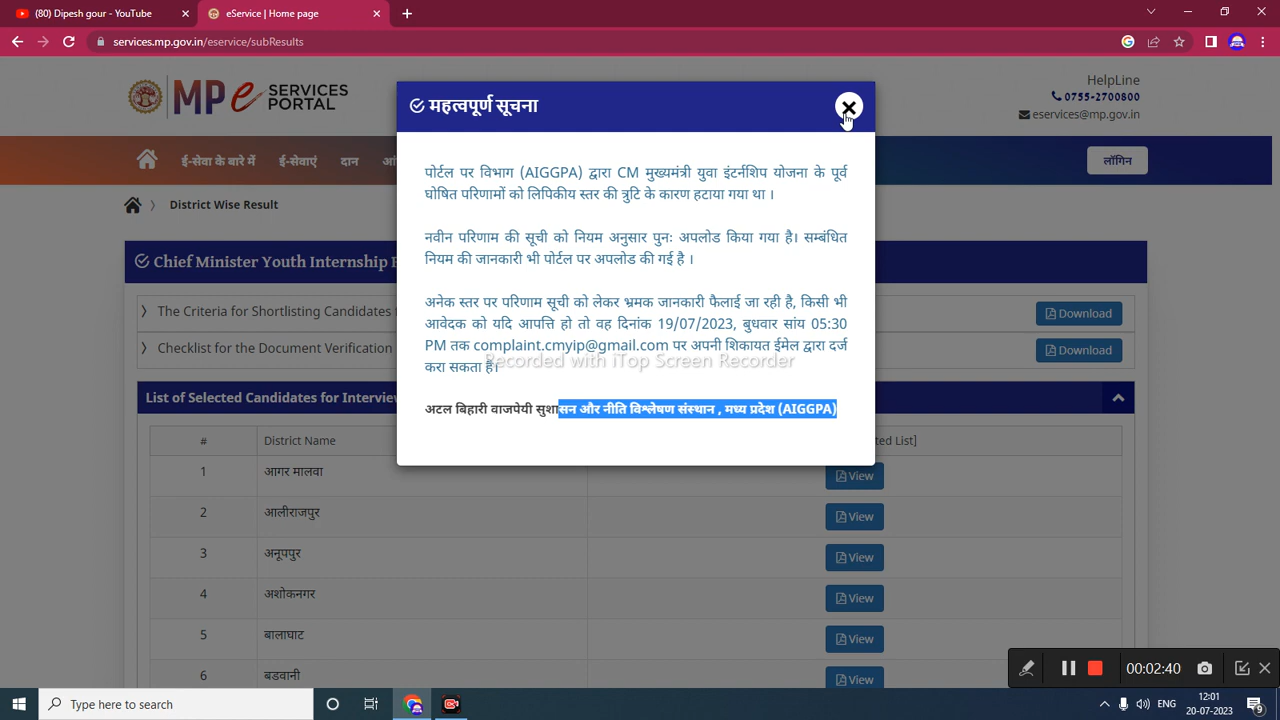 (80) Dipesh gour - YouTube
eService | Home page
services.mp.gov.in/eservice/subResults
MP e SERVICES PORTAL
HelpLine
0755-2700800
eservices@mp.gov.in
ई-सेवा के बारे में ई-सेवाएं दान
लॉगिन
District Wise Result
महत्वपूर्ण सूचना
पोर्टल पर विभाग (AIGGPA) द्वारा CM मुख्यमंत्री युवा इंटर्नशिप योजना के पूर्व
घोषित परिणामों को लिपिकीय स्तर की त्रुटि के कारण हटाया गया था ।
नवीन परिणाम की सूची को नियम अनुसार पुनः अपलोड किया गया है। सम्बंधित
नियम की जानकारी भी पोर्टल पर अपलोड की गई है ।
अनेक स्तर पर परिणाम सूची को लेकर भ्रमक जानकारी फैलाई जा रही है, किसी भी
आवेदक को यदि आपत्ति हो तो वह दिनांक 19/07/2023, बुधवार सांय 05:30
PM तक complaint.cmyip@gmail.com पर अपनी शिकायत ईमेल द्वारा दर्ज
करा सकता है।
Recorded with iTop Screen Recorder
अटल बिहारी वाजपेयी सुशासन और नीति विश्लेषण संस्थान , मध्य प्रदेश (AIGGPA)
Chief Minister Youth Internship
The Criteria for Shortlisting Candidates
Download
Checklist for the Document Verification
Download
List of Selected Candidates for Interview
# District Name ted List]
1 आगर मालवा View
2 आलीराजपुर View
3 अनूपपुर View
4 अशोकनगर View
5 बालाघाट View
6 बडवानी View
00:02:40
Type here to search
ENG
12:01
20-07-2023
9